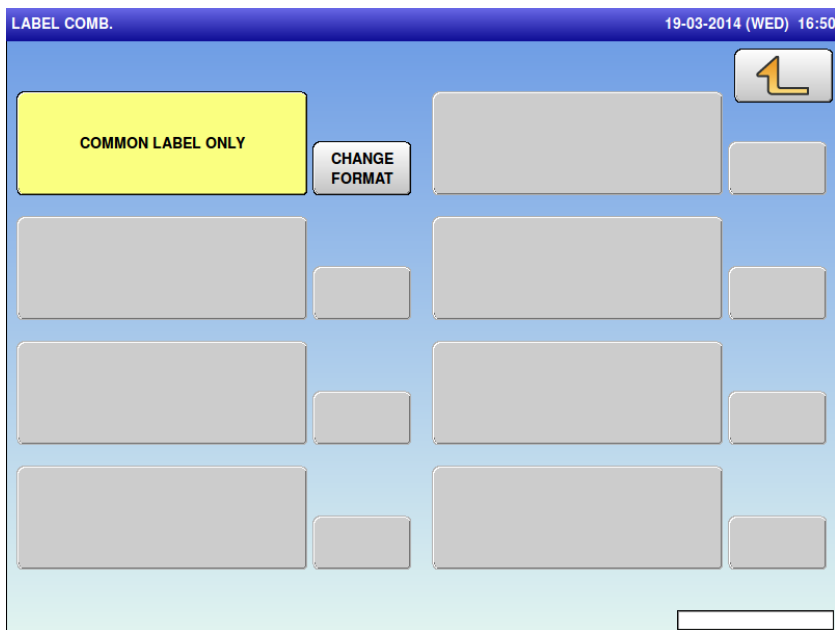 LABEL COMB.
19-03-2014 (WED) 16:50
COMMON LABEL ONLY
CHANGE
FORMAT